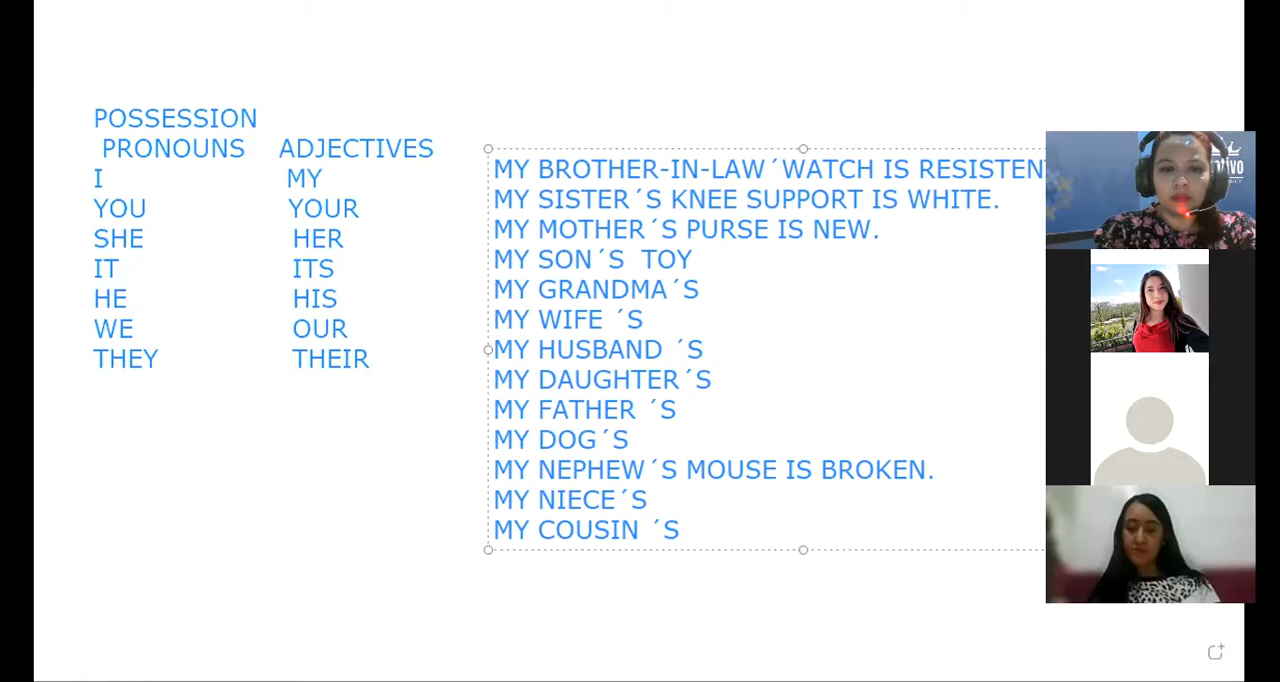 POSSESSION
PRONOUNS ADJECTIVES
I MY
YOU YOUR
SHE HER
IT ITS
HE HIS
WE OUR
THEY THEIR
MY BROTHER-IN-LAW´WATCH IS RESISTEN
MY SISTER´S KNEE SUPPORT IS WHITE.
MY MOTHER´S PURSE IS NEW.
MY SON´S TOY
MY GRANDMA´S
MY WIFE ´S
MY HUSBAND ´S
MY DAUGHTER´S
MY FATHER ´S
MY DOG´S
MY NEPHEW´S MOUSE IS BROKEN.
MY NIECE´S
MY COUSIN ´S